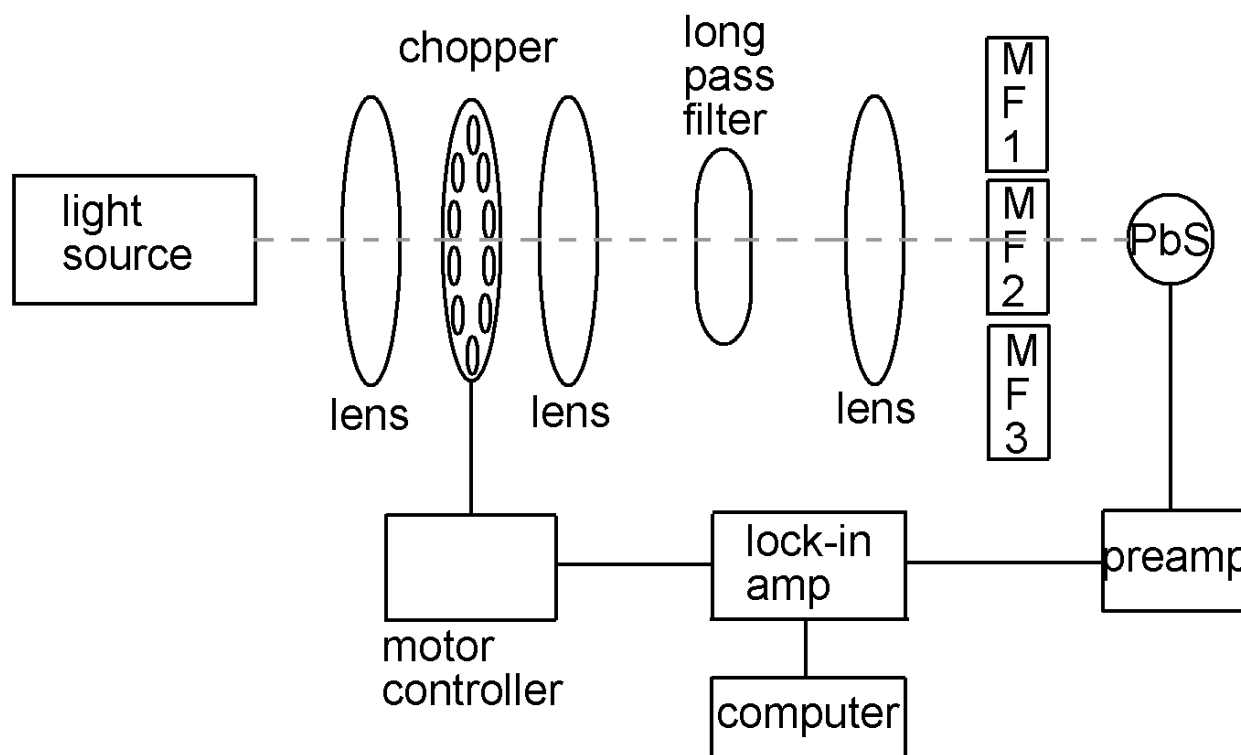 chopper
long
pass
filter
M
F
1
light
source
M
F
2
PbS
M
F
3
lens
lens
lens
lock-in
amp
preamp
motor
controller
computer